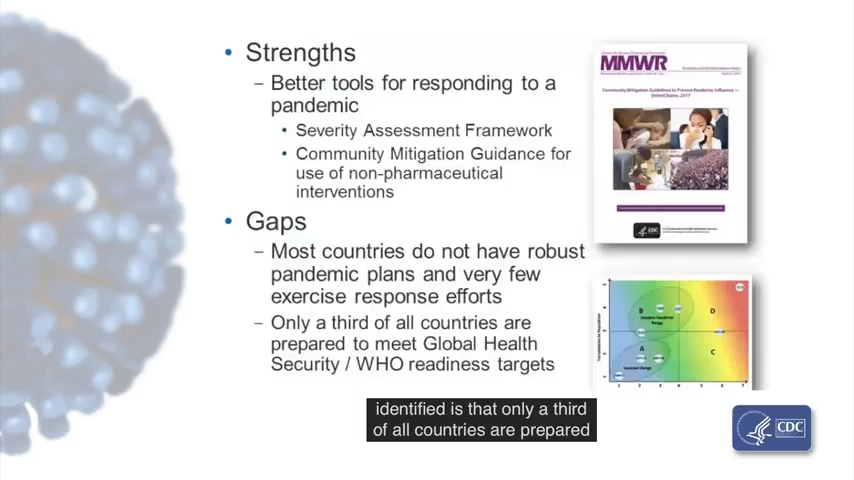 • Strengths
– Better tools for responding to a
pandemic
• Severity Assessment Framework
• Community Mitigation Guidance for
use of non-pharmaceutical
interventions
• Gaps
– Most countries do not have robust
pandemic plans and very few
exercise response efforts
– Only a third of all countries are
prepared to meet Global Health
Security / WHO readiness targets
MMWR
Community Mitigation Guidelines to Prevent Pandemic Influenza —
United States, 2017
CDC
B
D
A
C
identified is that only a third
of all countries are prepared
CDC